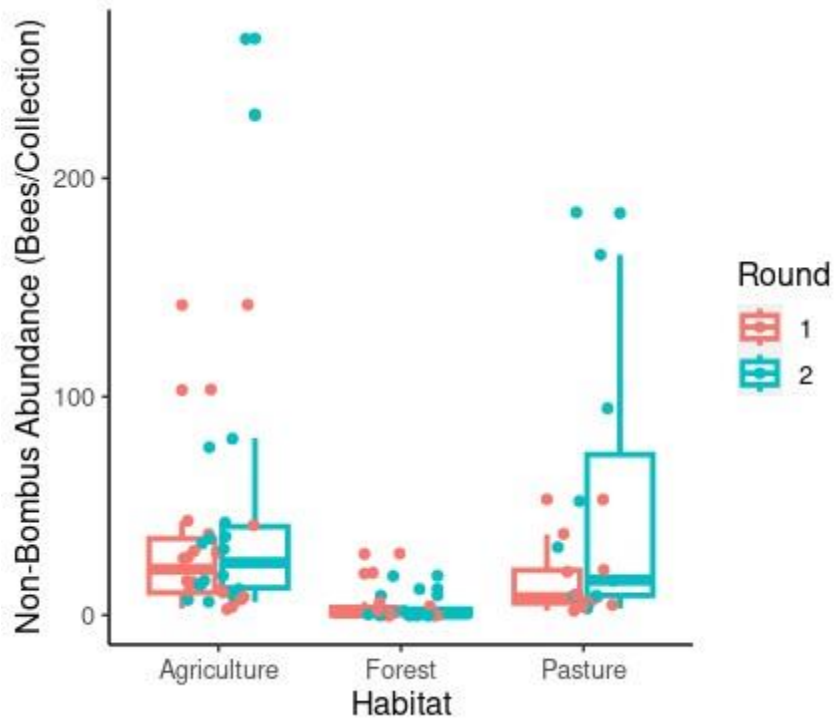 Non-Bombus Abundance (Bees/Collection)
200
100
0
Agriculture
Forest
Pasture
Habitat
Round
1
2